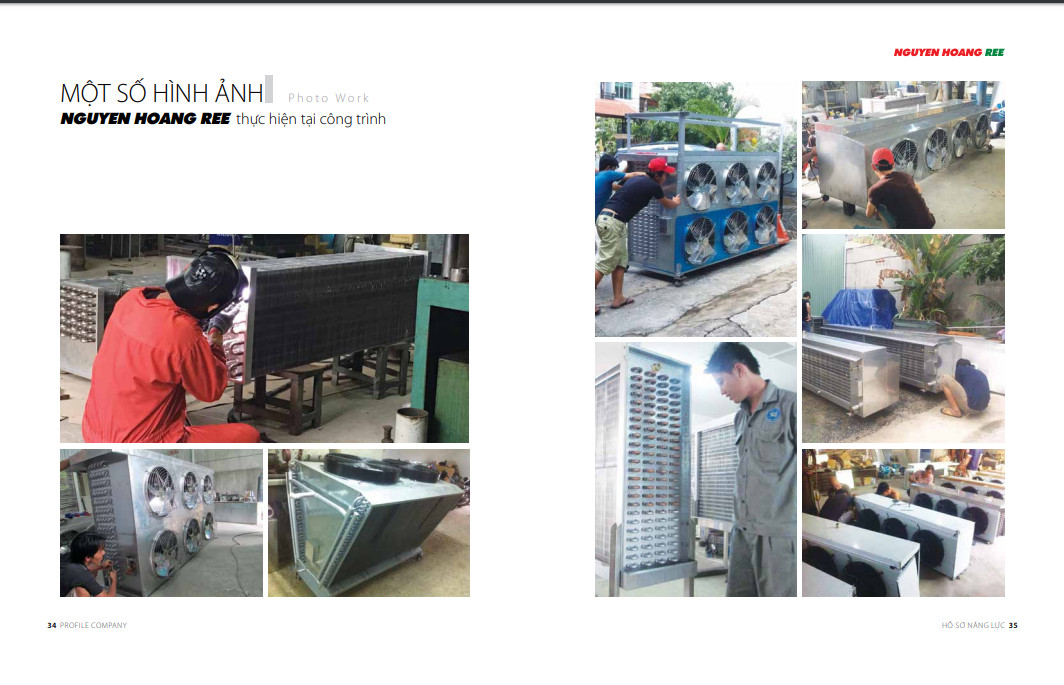 NGUYEN HOANG REE
MỘT SỐ HÌNH ẢNH Photo Work
NGUYEN HOANG REE thực hiện tại công trình
34 PROFILE COMPANY
HỒ SƠ NĂNG LỰC 35